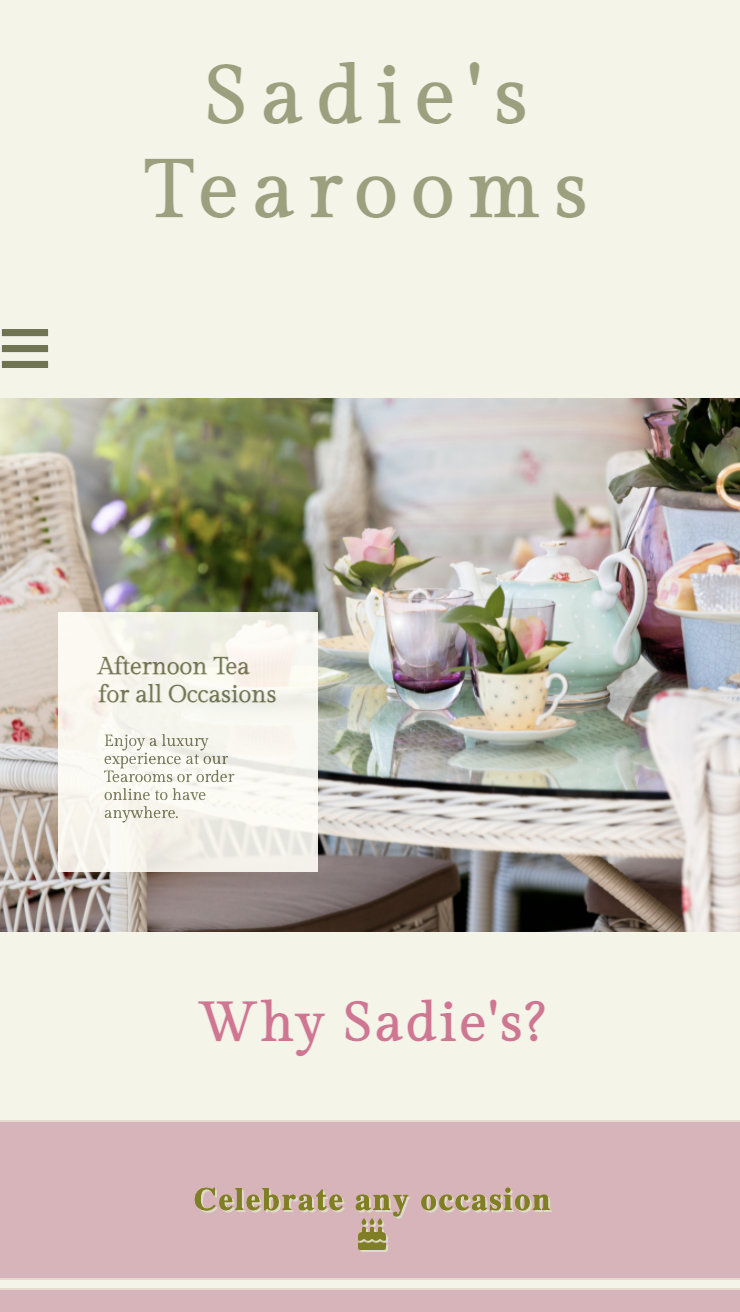 Sadie's
Tearooms
Afternoon Tea
for all Occasions
Enjoy a luxury
experience at our
Tearooms or order
online to have
anywhere.
Why Sadie's?
Celebrate any occasion